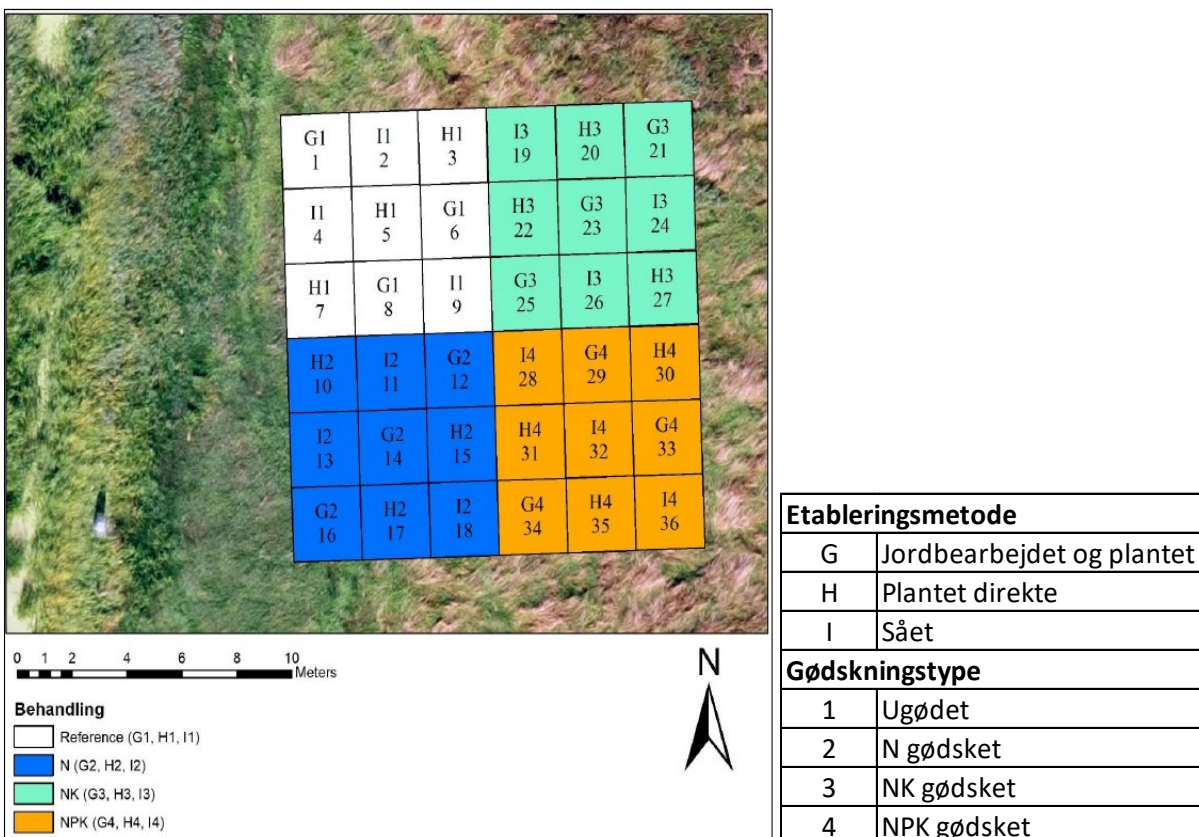 G1 I1 H1 I3 H3 G3
1 2 3 19 20 21
I1 H1 G1 H3 G3 I3
4 5 6 22 23 24
H1 G1 I1 G3 I3 H3
7 8 9 25 26 27
H2 I2 G2 I4 G4 H4
10 11 12 28 29 30
I2 G2 H2 H4 I4 G4
13 14 15 31 32 33
G2 H2 I2 G4 H4 I4
16 17 18 34 35 36
0 1 2 4 6 8 10
Meters
N
Behandling
Reference (G1, H1, I1)
N (G2, H2, I2)
NK (G3, H3, I3)
NPK (G4, H4, I4)
Etableringsmetode
G Jordbearbejdet og plantet
H Plantet direkte
I Sået
Gødskningstype
1 Ugødet
2 N gødsket
3 NK gødsket
4 NPK gødsket